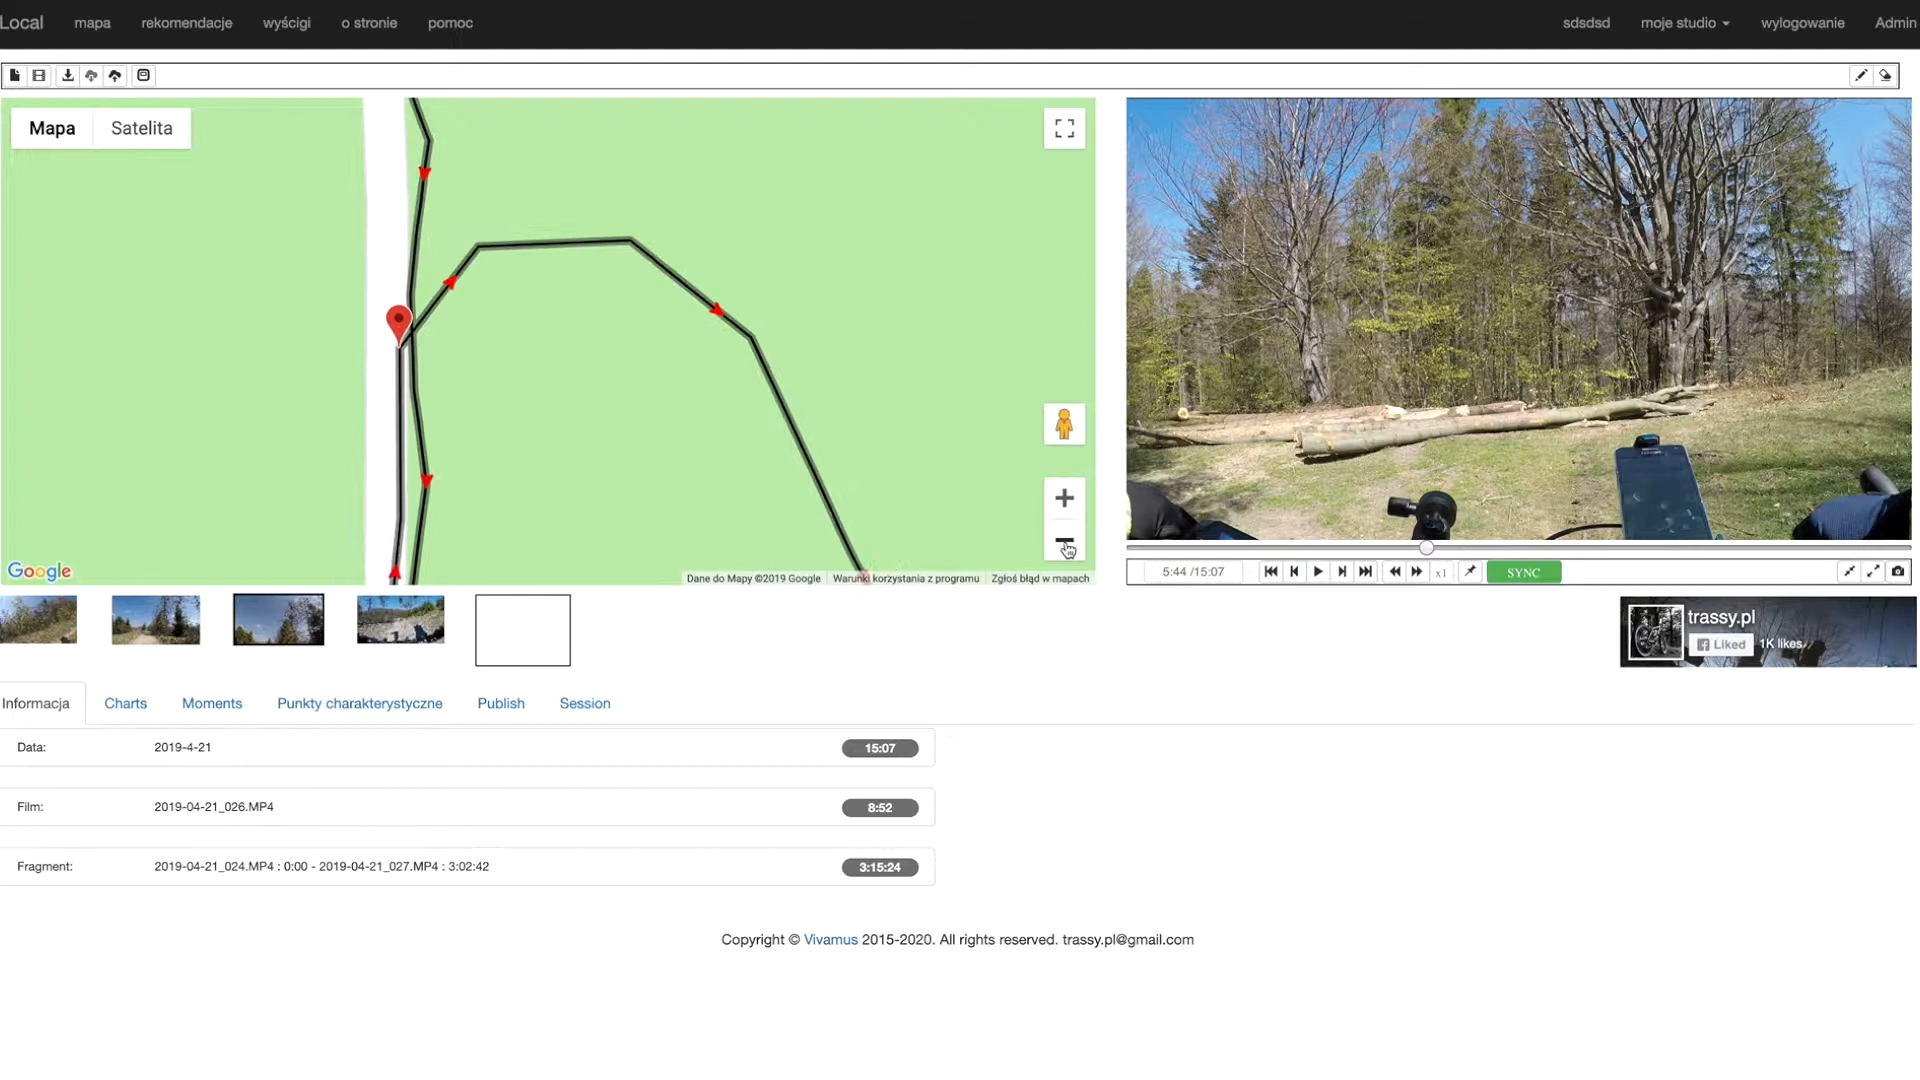 Local mapa rekomendacje wyścigi o stronie pomoc sdsdsd moje studio wylogowanie Admin
Mapa Satelita
Google
Dane do Mapy ©2019 Google Warunki korzystania z programu Zgłoś błąd w mapach
5:44 /15:07 x1 SYNC
trassy.pl
Liked 1K likes
Informacja Charts Moments Punkty charakterystyczne Publish Session
Data: 2019-4-21 15:07
Film: 2019-04-21_026.MP4 8:52
Fragment: 2019-04-21_024.MP4 : 0:00 - 2019-04-21_027.MP4 : 3:02:42 3:15:24
Copyright © Vivamus 2015-2020. All rights reserved. trassy.pl@gmail.com